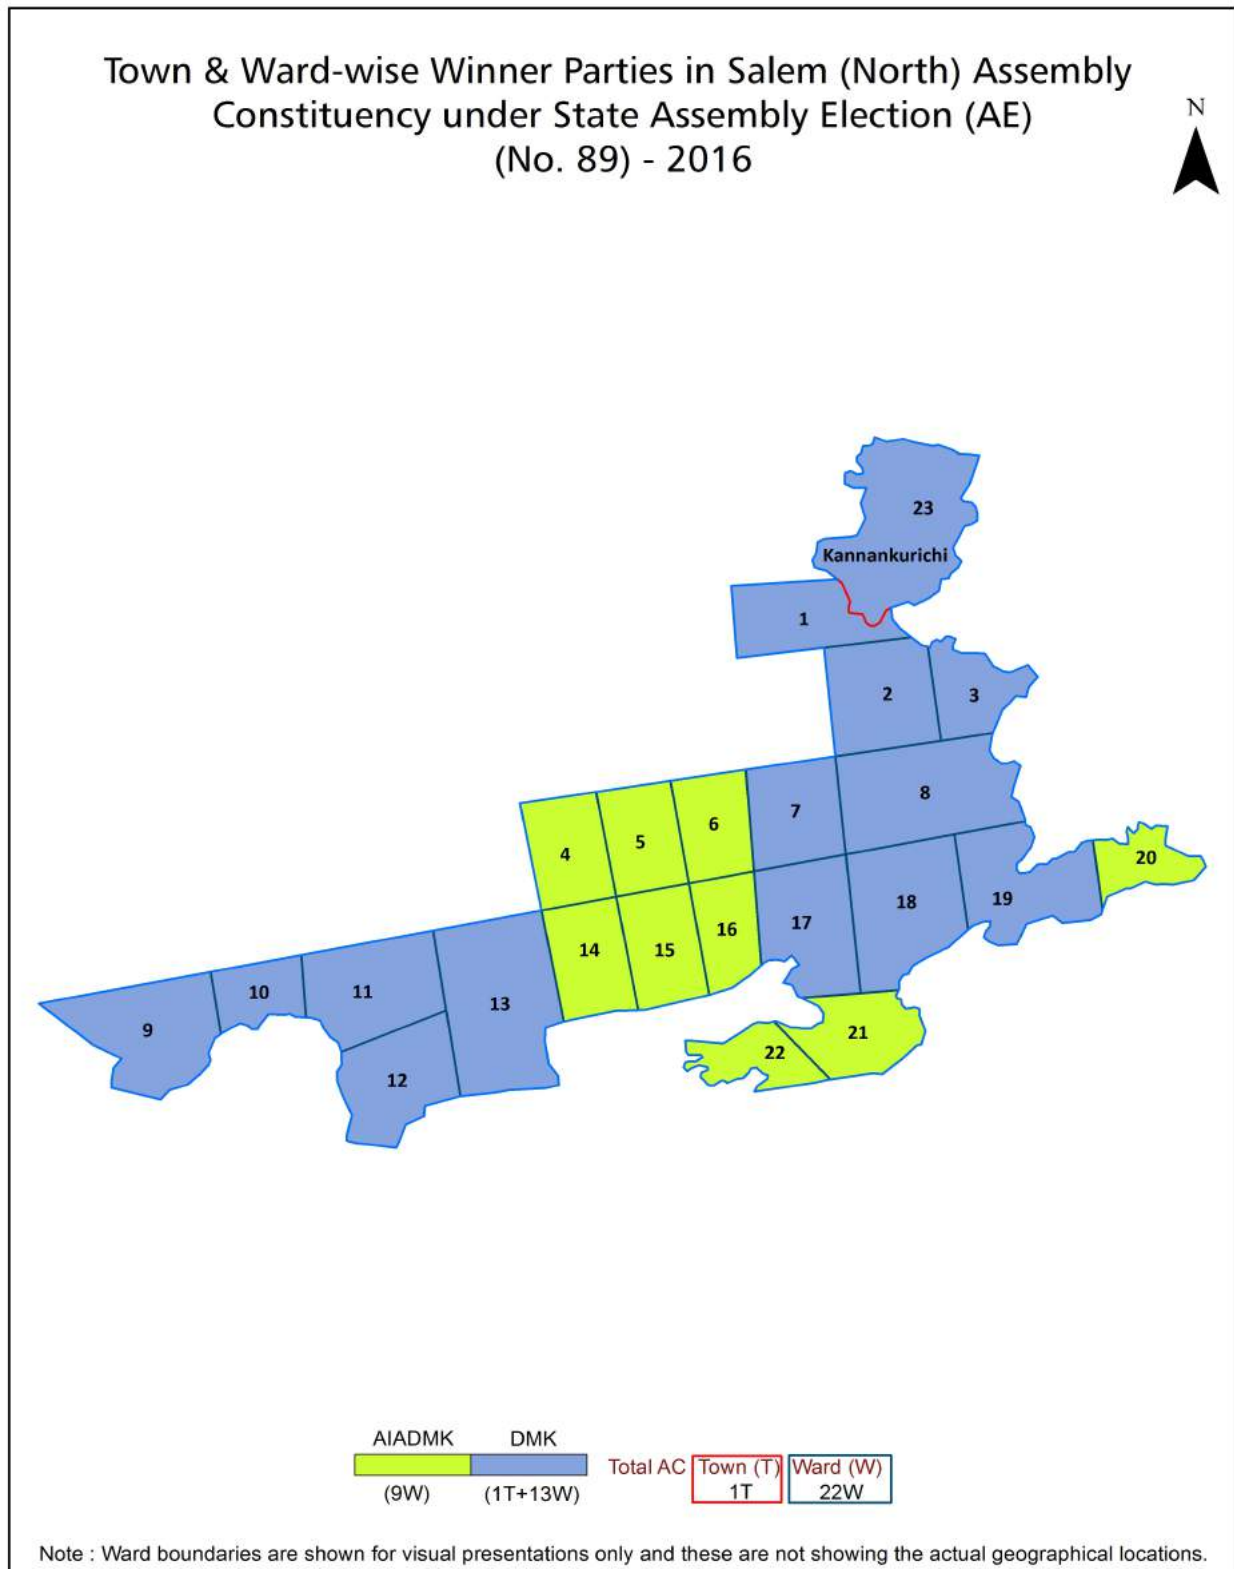 Town & Ward-wise Winner Parties in Salem (North) Assembly
Constituency under State Assembly Election (AE)
(No. 89) - 2016
N
23
Kannankurichi
1
2
3
8
7
6
5
4
20
19
18
17
16
15
14
13
11
10
9
12
21
22
AIADMK DMK
(9W) (1T+13W)
Total AC Town (T) Ward (W)
1T 22W
Note : Ward boundaries are shown for visual presentations only and these are not showing the actual geographical locations.